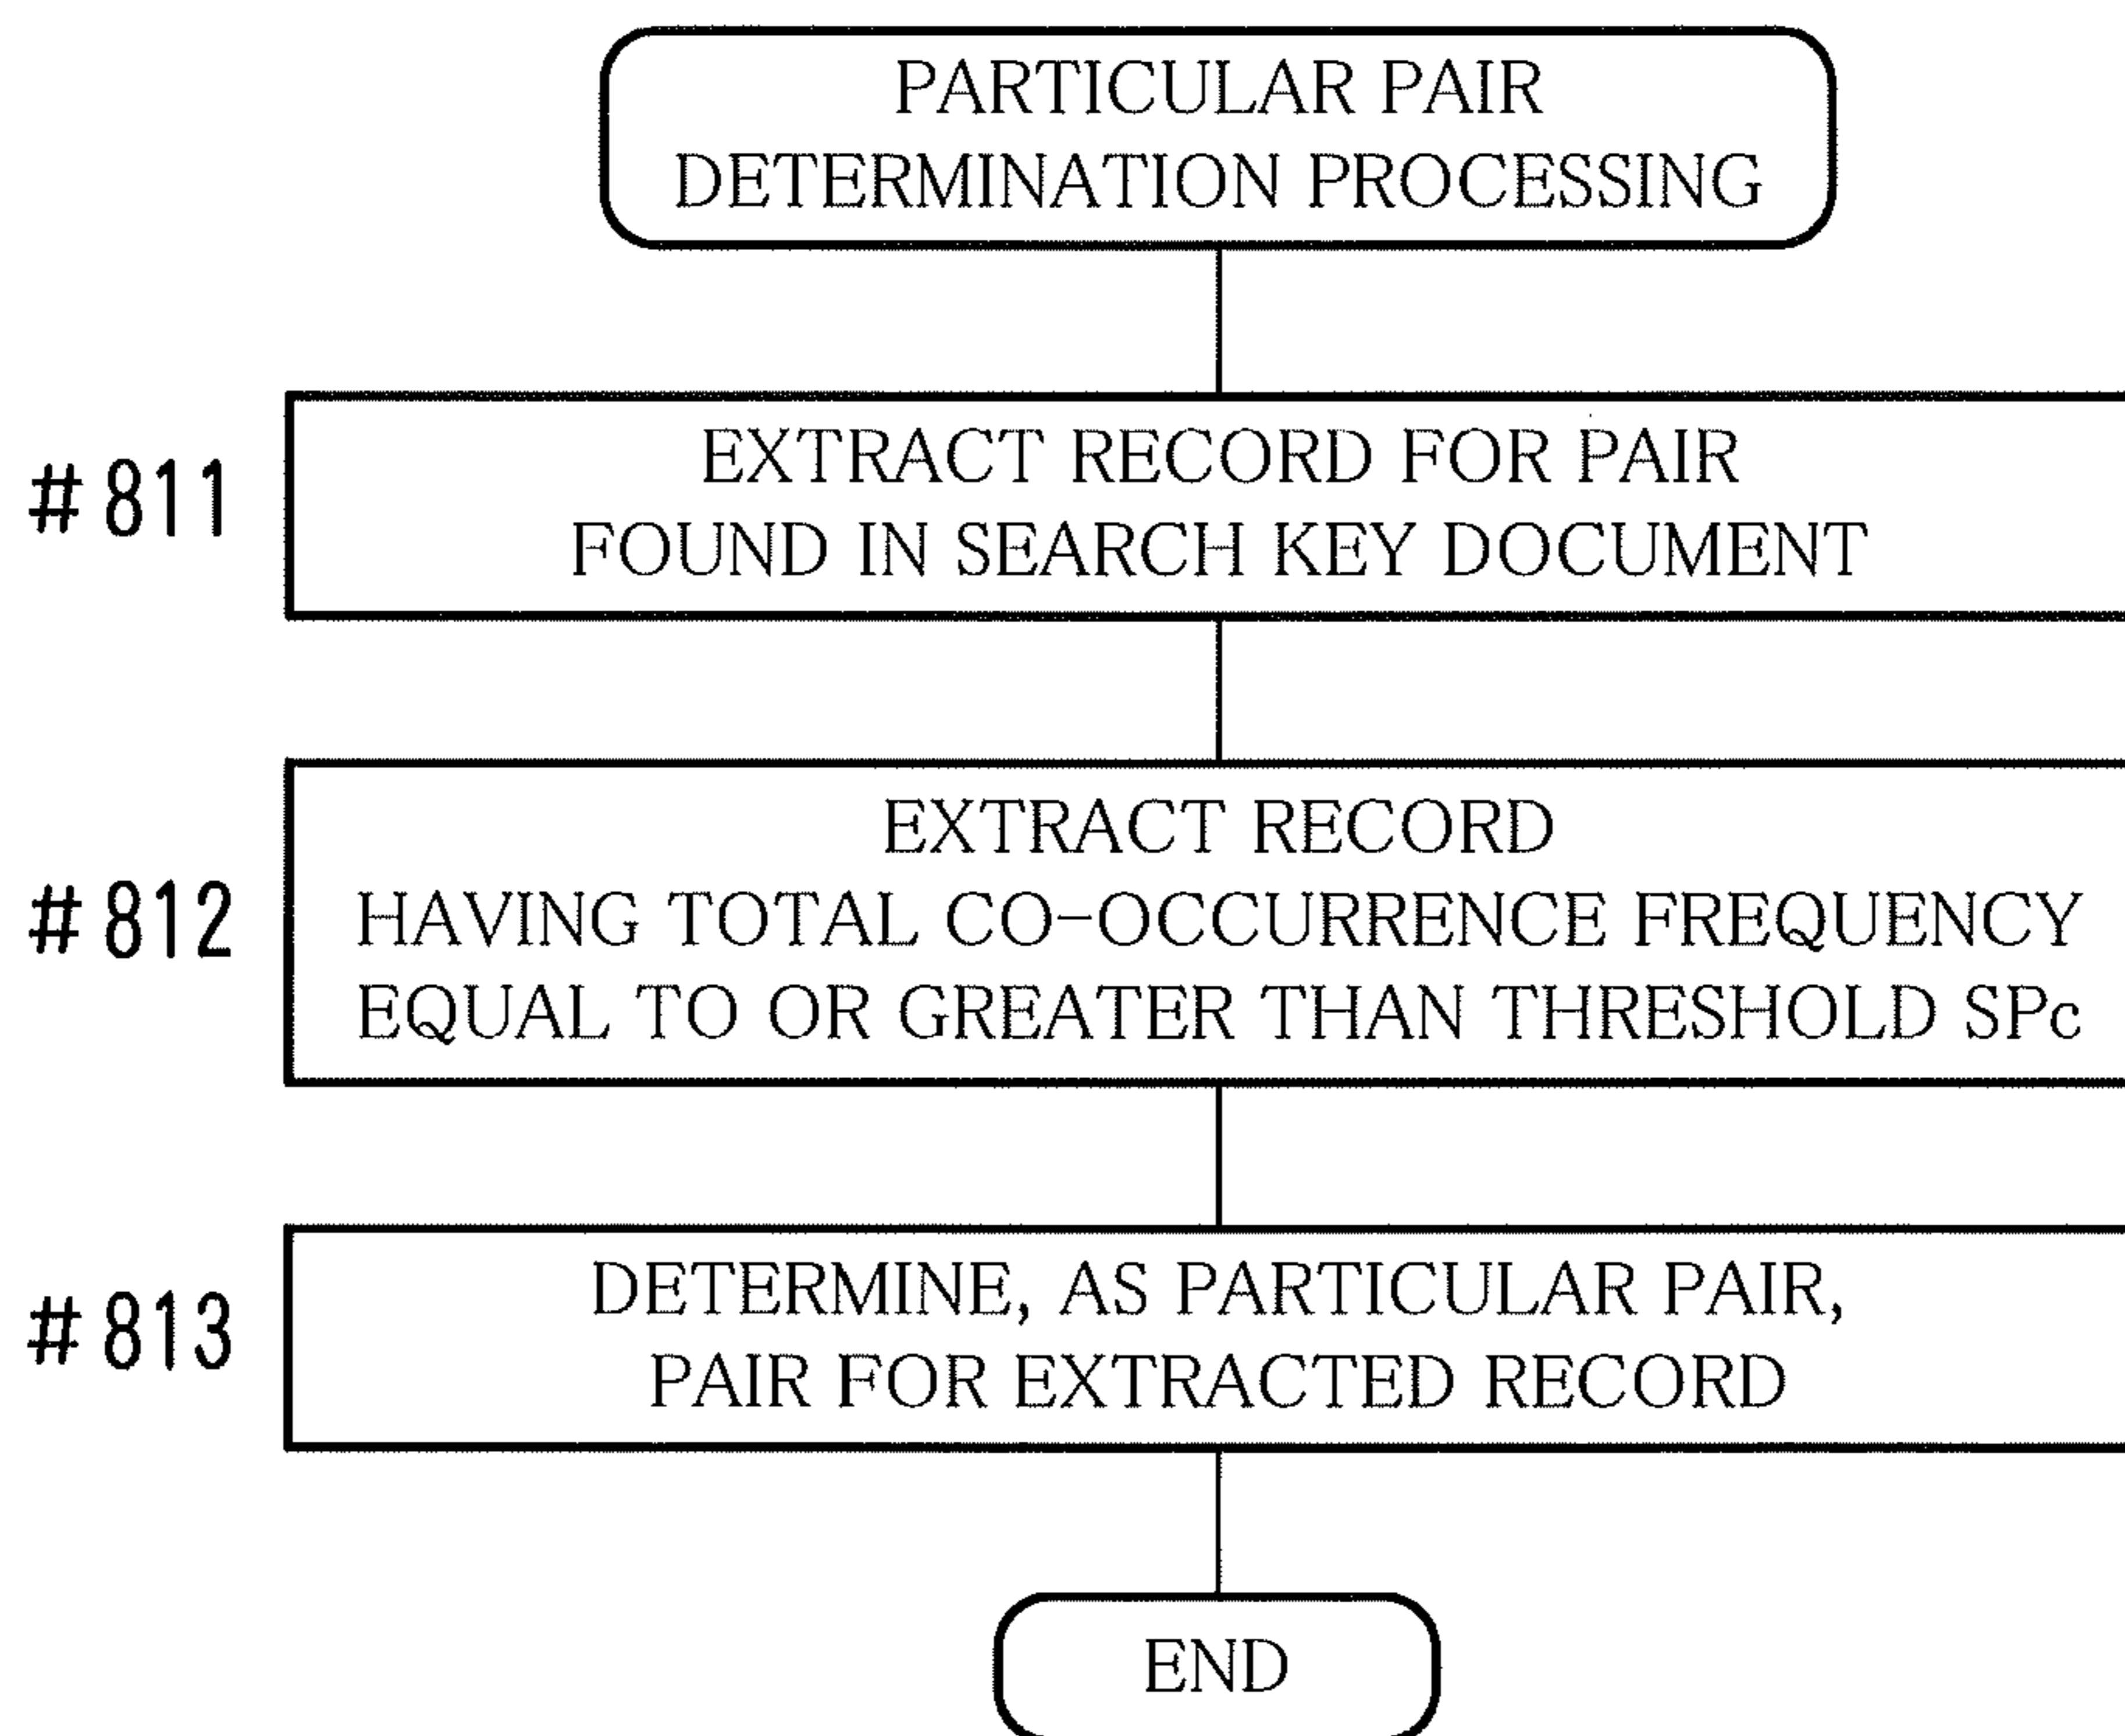 PARTICULAR PAIR
DETERMINATION PROCESSING
#811
EXTRACT RECORD FOR PAIR
FOUND IN SEARCH KEY DOCUMENT
#812
EXTRACT RECORD
HAVING TOTAL CO-OCCURRENCE FREQUENCY
EQUAL TO OR GREATER THAN THRESHOLD SPc
#813
DETERMINE, AS PARTICULAR PAIR,
PAIR FOR EXTRACTED RECORD
END